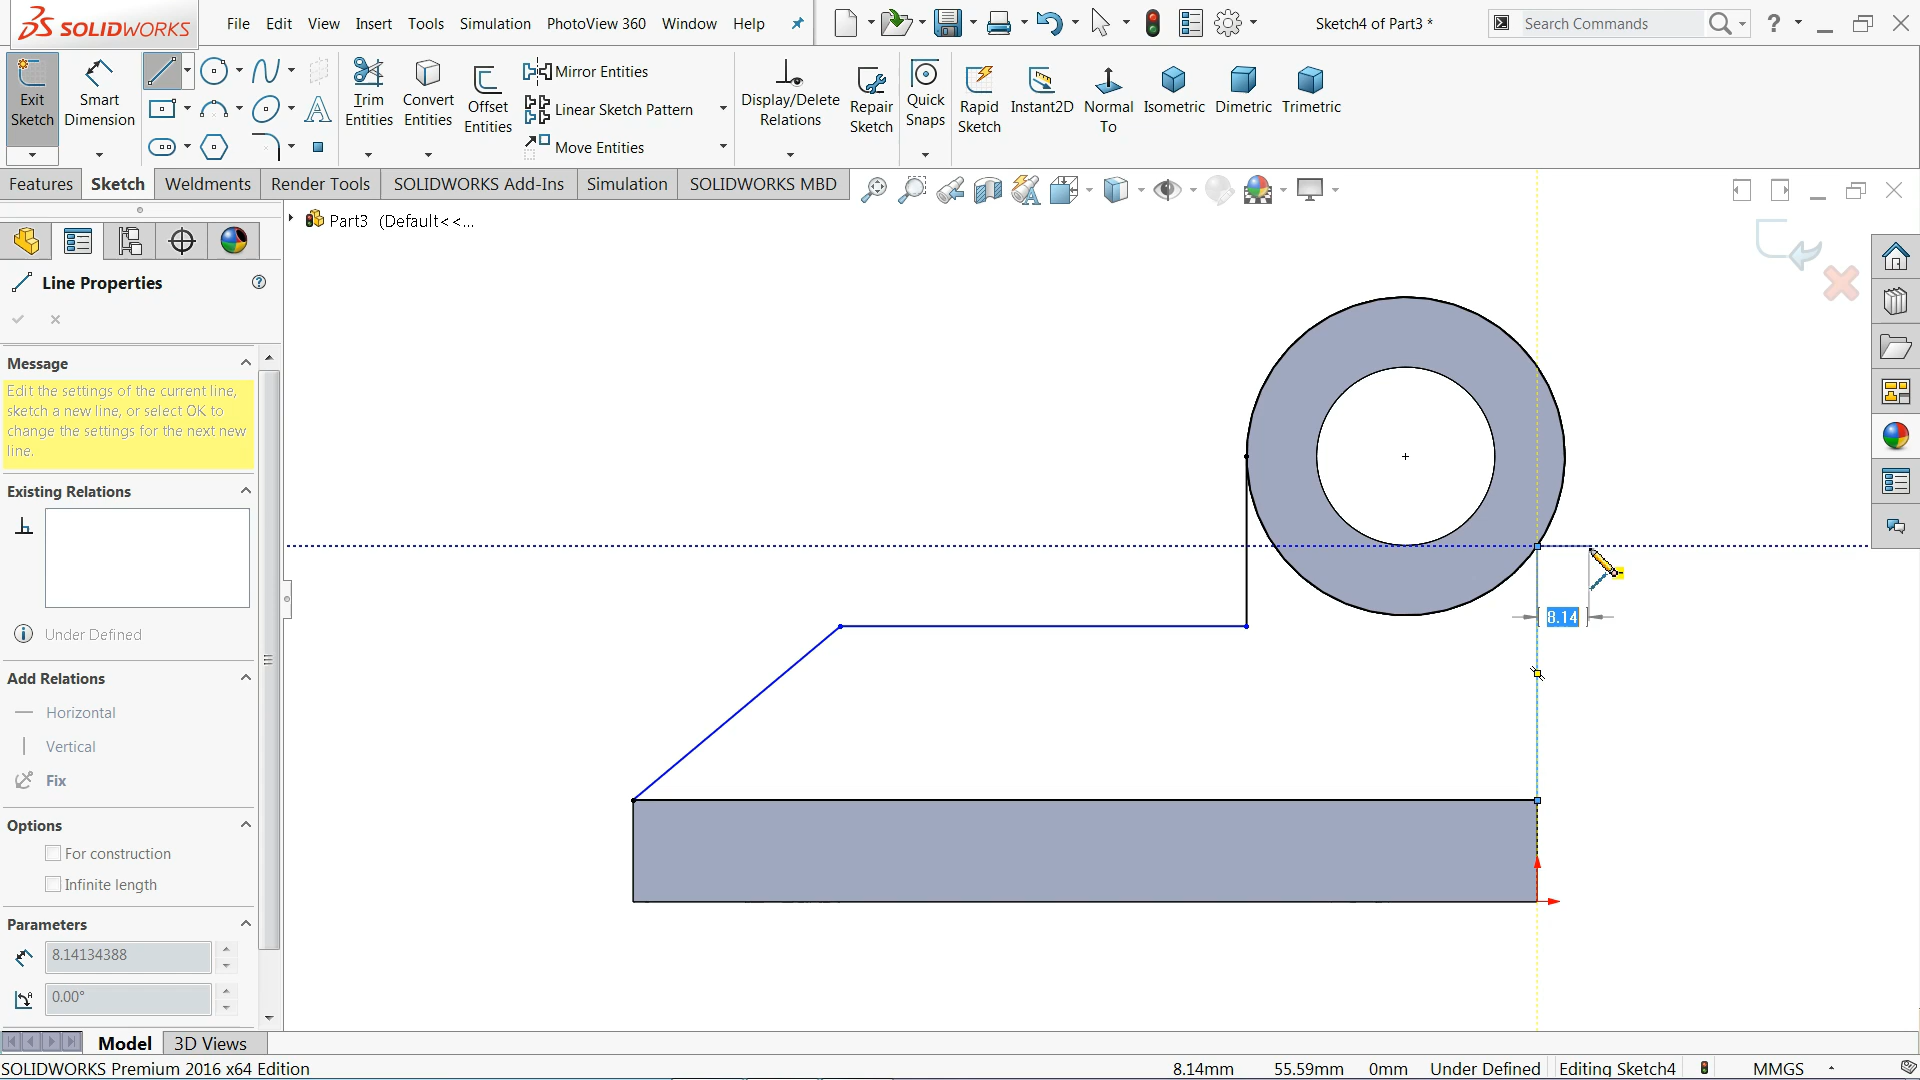 SOLIDWORKS File Edit View Insert Tools Simulation PhotoView 360 Window Help Sketch4 of Part3 * Search Commands ?
Exit Sketch
Smart Dimension
Trim Entities
Convert Entities
Offset Entities
Mirror Entities
Linear Sketch Pattern
Move Entities
Display/Delete Relations
Repair Sketch
Quick Snaps
Rapid Sketch
Instant2D
Normal To
Isometric
Dimetric
Trimetric
Features Sketch Weldments Render Tools SOLIDWORKS Add-Ins Simulation SOLIDWORKS MBD
Part3 (Default<<...
Line Properties
Message
Edit the settings of the current line,
sketch a new line, or select OK to
change the settings for the next new
line.
Existing Relations
Under Defined
Add Relations
Horizontal
Vertical
Fix
Options
For construction
Infinite length
Parameters
8.14134388
0.00°
8.14
Model 3D Views
SOLIDWORKS Premium 2016 x64 Edition 8.14mm 55.59mm 0mm Under Defined Editing Sketch4 MMGS